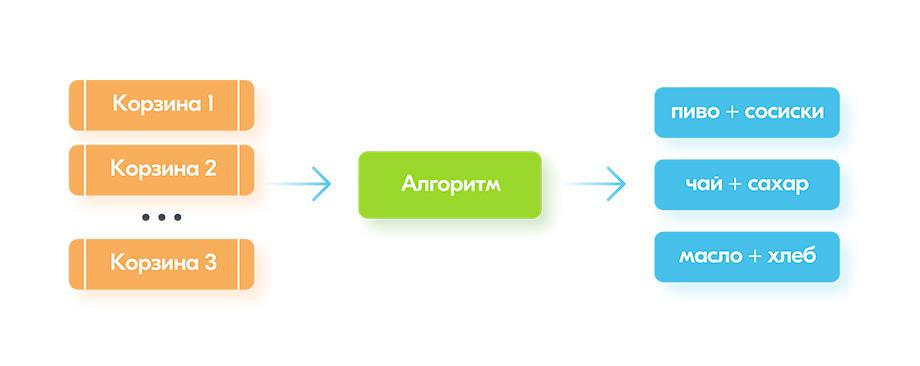 Корзина 1
Корзина 2
...
Корзина 3
Алгоритм
пиво + сосиски
чай + сахар
масло + хлеб